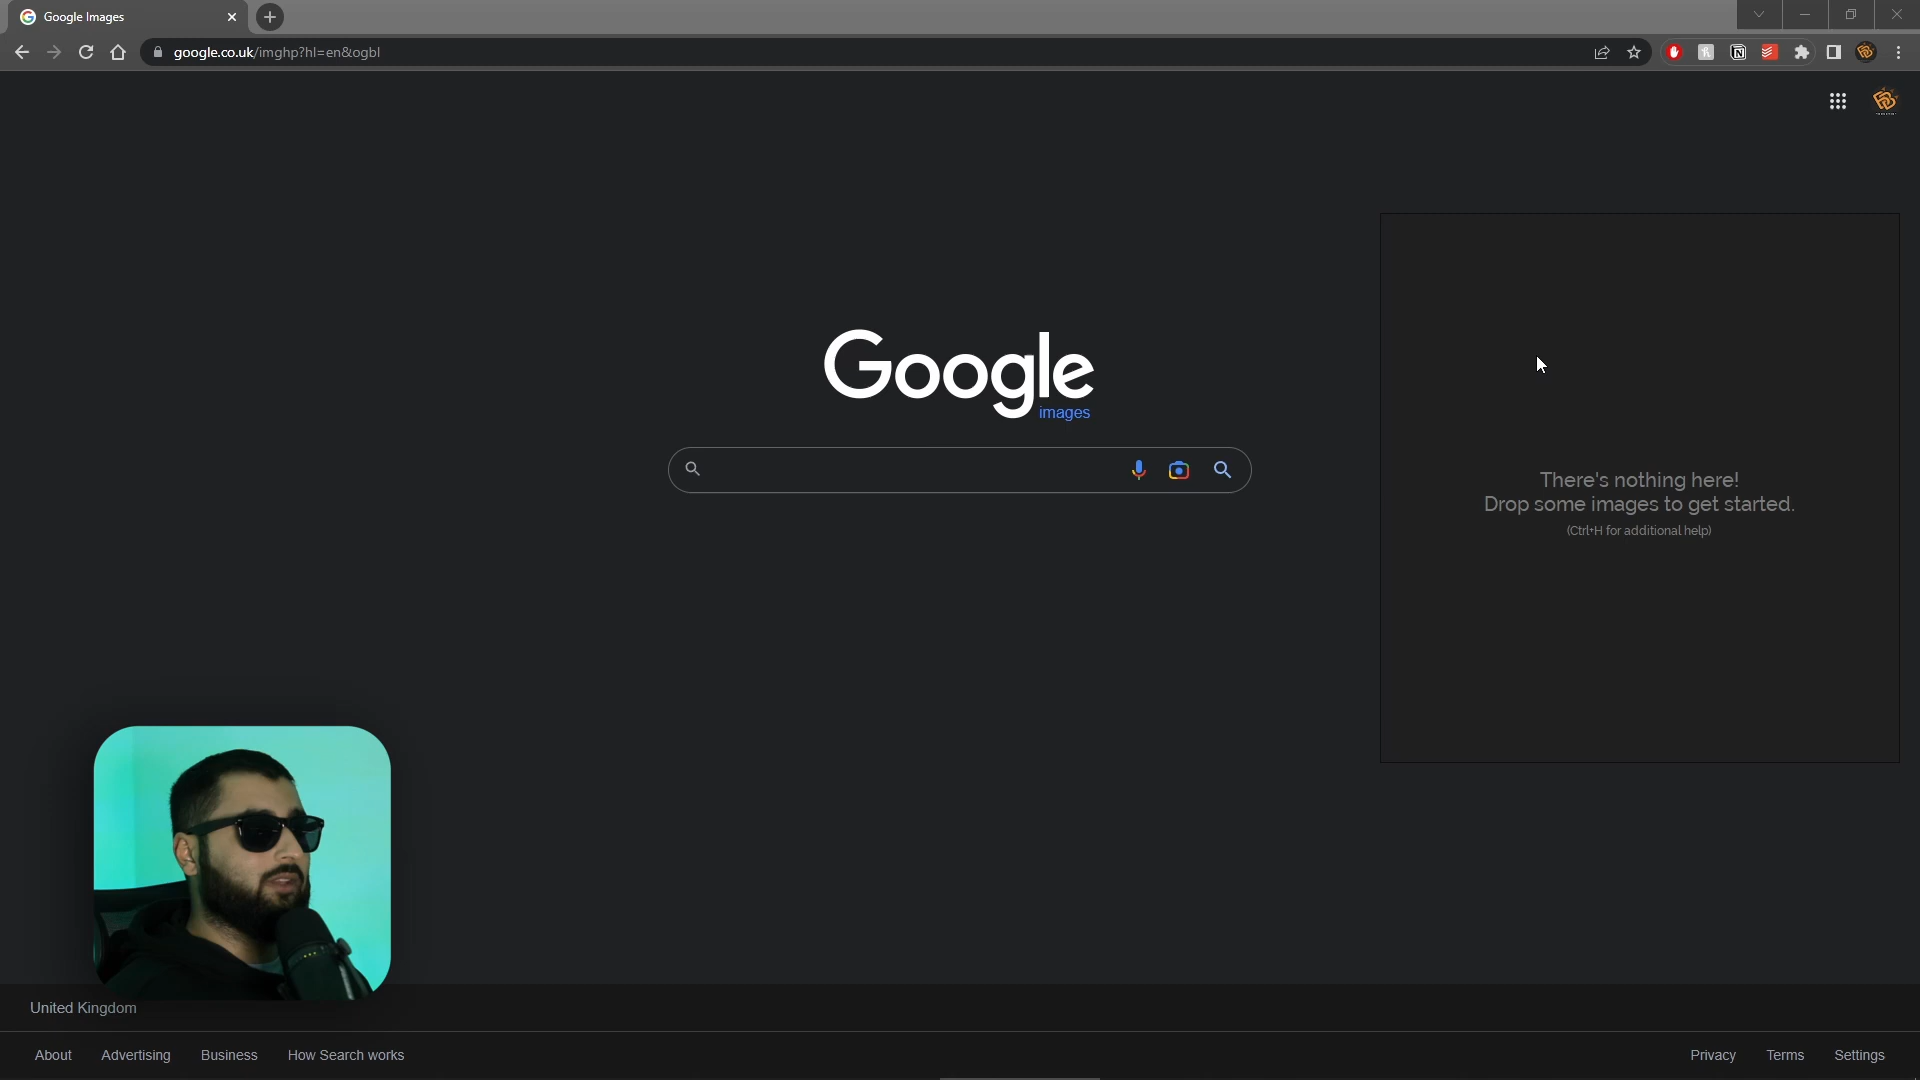 Google Images
google.co.uk/imghp?hl=en&ogbl
Google
images
There's nothing here!
Drop some images to get started.
(Ctrl+H for additional help)
United Kingdom
About Advertising Business How Search works
Privacy Terms Settings